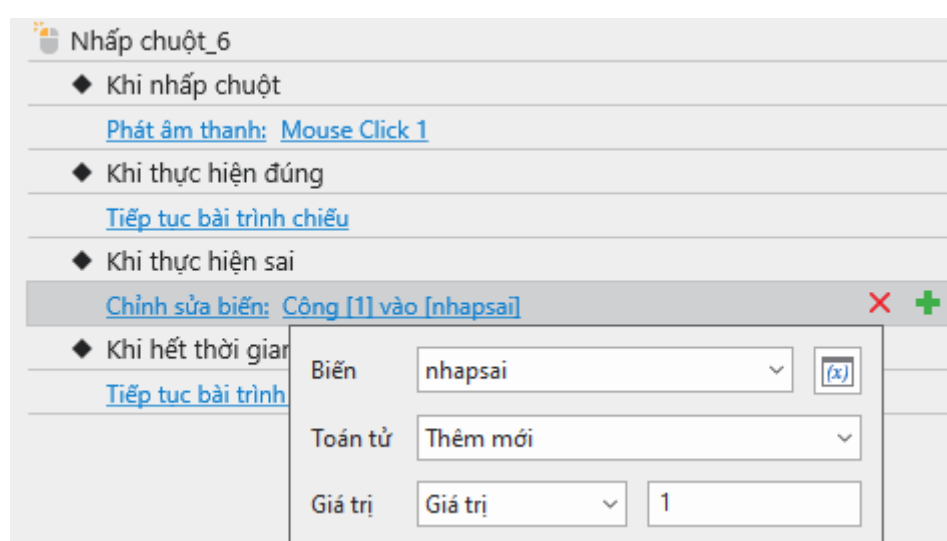 Nhấp chuột_6
Khi nhấp chuột
Phát âm thanh: Mouse Click 1
Khi thực hiện đúng
Tiếp tục bài trình chiếu
Khi thực hiện sai
Chỉnh sửa biến: Cộng [1] vào [nhapsai]
Khi hết thời gian
Tiếp tục bài trình
Biến nhapsai (x)
Toán tử Thêm mới
Giá trị Giá trị 1